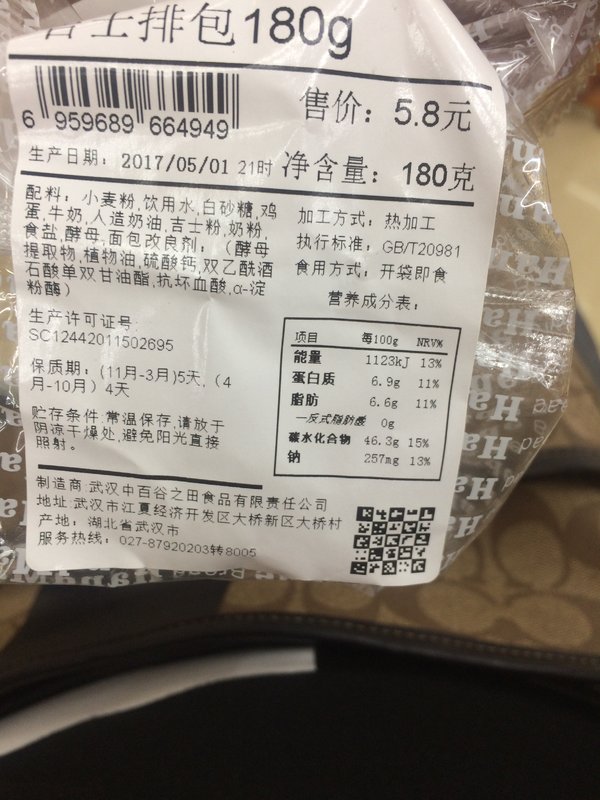 吉士排包180g
6 959689 664949
售价：5.8元
生产日期：2017/05/01 21时
净含量：180克
配料：小麦粉,饮用水,白砂糖,鸡
蛋,牛奶,人造奶油,吉士粉,奶粉,
食盐,酵母,面包改良剂：（酵母
提取物,植物油,硫酸钙,双乙酰酒
石酸单双甘油酯,抗坏血酸,α-淀
粉酶）
加工方式：热加工
执行标准：GB/T20981
食用方式：开袋即食
营养成分表：
项目 每100g NRV%
能量 1123kJ 13%
蛋白质 6.9g 11%
脂肪 6.6g 11%
—反式脂肪酸 0g
碳水化合物 46.3g 15%
钠 257mg 13%
生产许可证号：
SC12442011502695
保质期：(11月-3月)5天,（4
月-10月）4天
贮存条件:常温保存,请放于
阴凉干燥处,避免阳光直接
照射。
制造商:武汉中百谷之田食品有限责任公司
地址:武汉市江夏经济开发区大桥新区大桥村
产地：湖北省武汉市
服务热线：027-87920203转8005